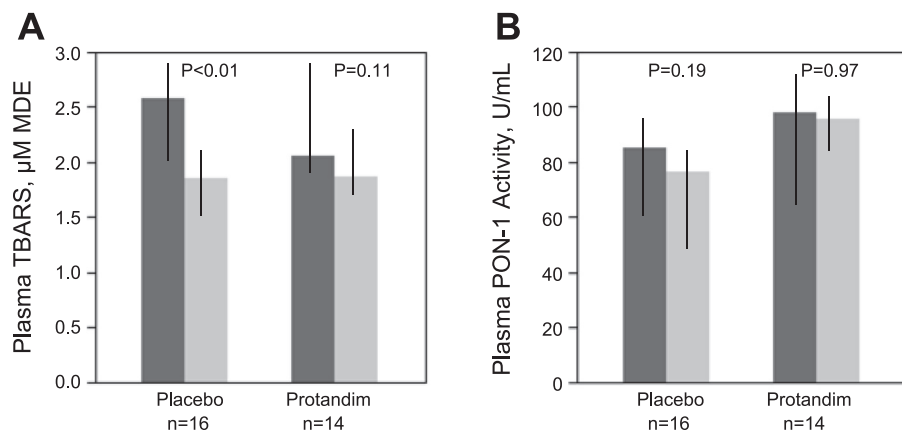 A
Plasma TBARS, µM MDE
3.0
2.5
2.0
1.5
1.0
0.5
0.0
P<0.01
P=0.11
Placebo
n=16
Protandim
n=14
B
Plasma PON-1 Activity, U/mL
120
100
80
60
40
20
0
P=0.19
P=0.97
Placebo
n=16
Protandim
n=14